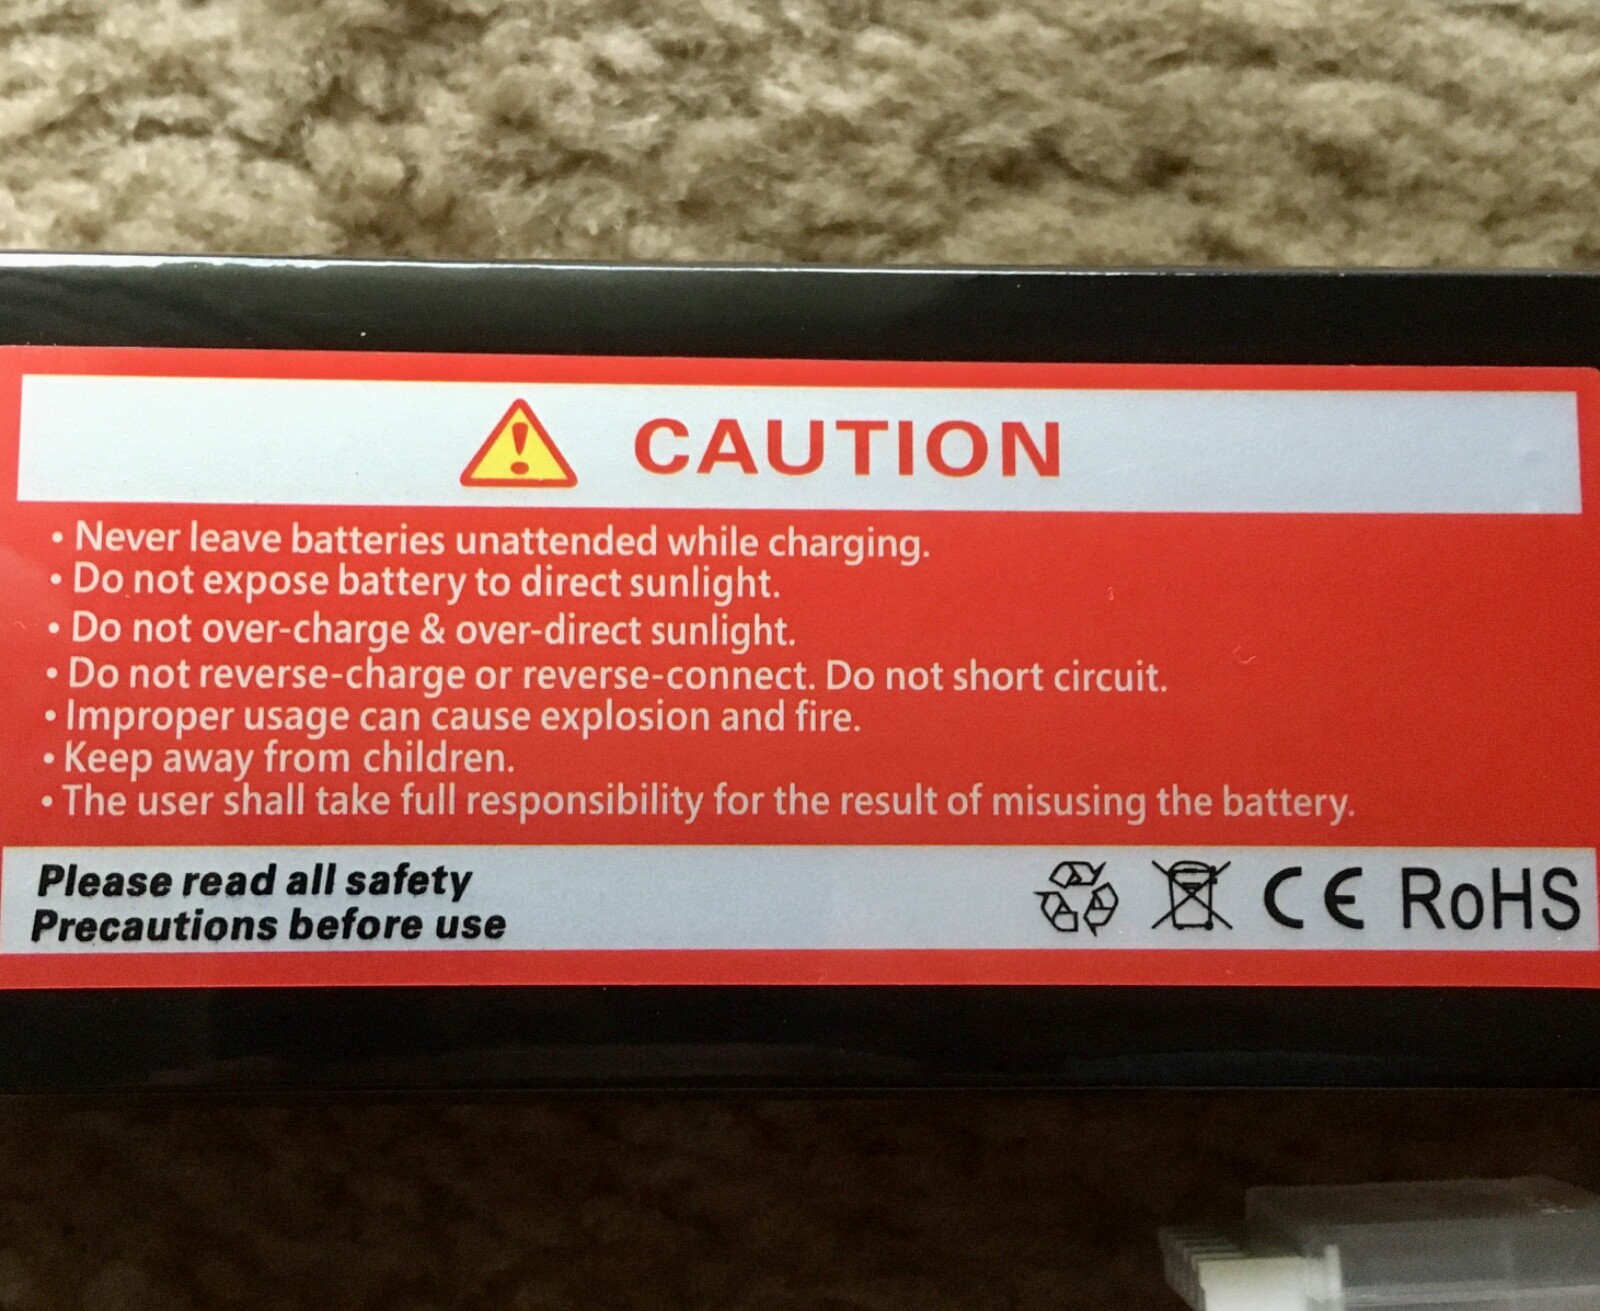 CAUTION
• Never leave batteries unattended while charging.
• Do not expose battery to direct sunlight.
• Do not over-charge & over-direct sunlight.
• Do not reverse-charge or reverse-connect. Do not short circuit.
• Improper usage can cause explosion and fire.
• Keep away from children.
• The user shall take full responsibility for the result of misusing the battery.
Please read all safety
Precautions before use
CE RoHS